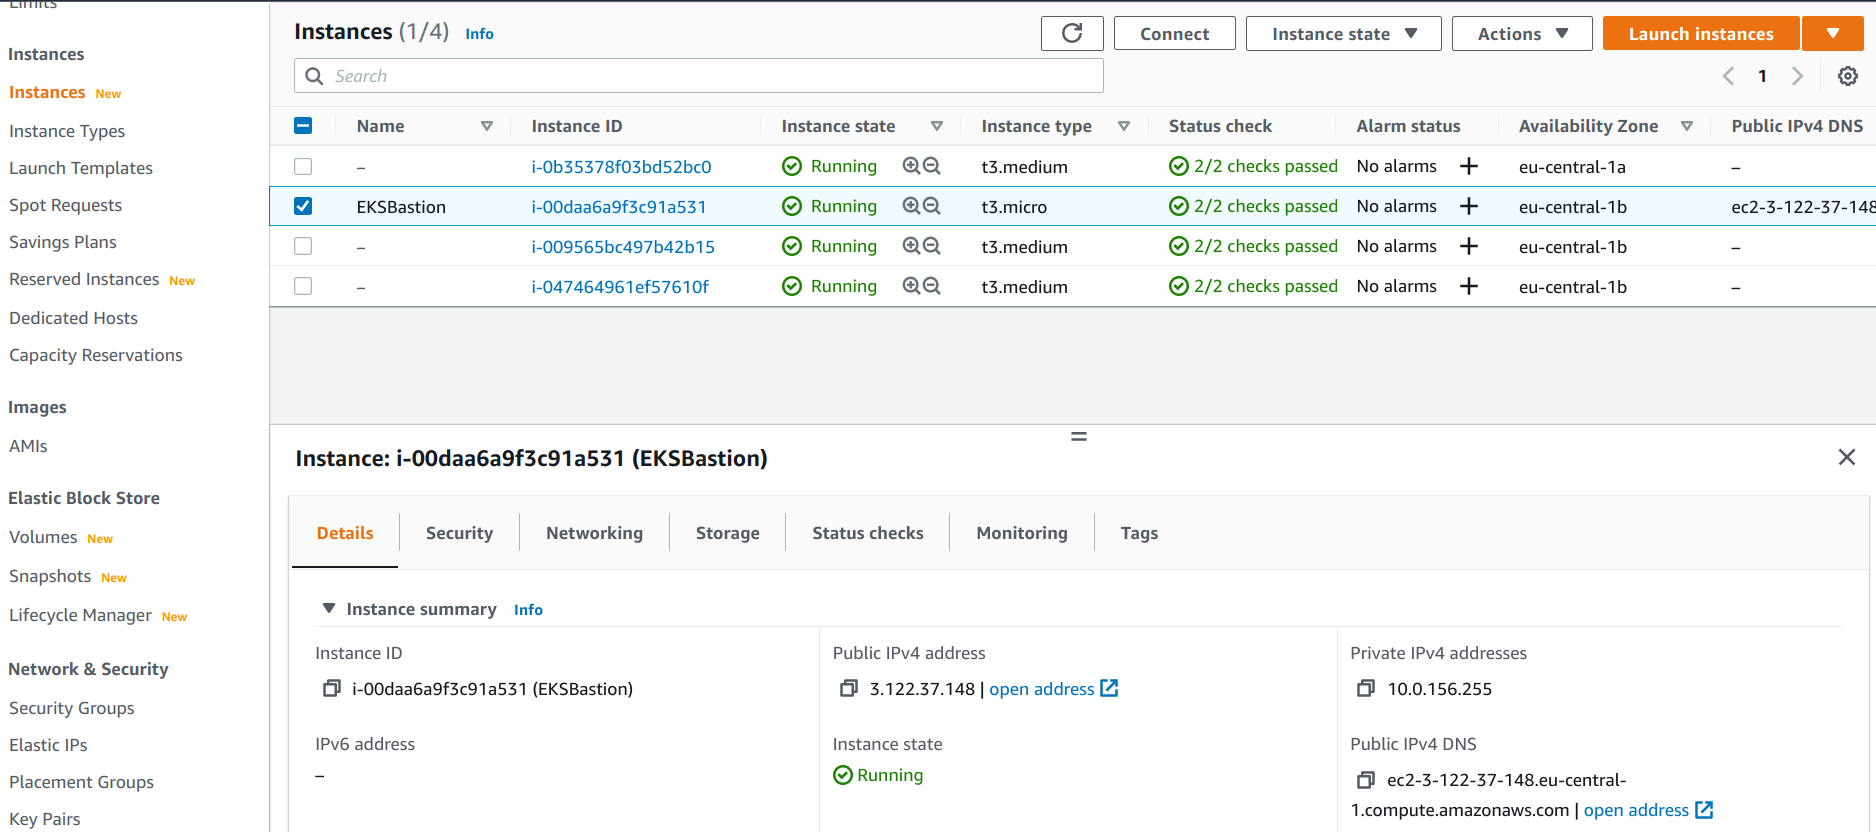 Limits
Instances
Instances New
Instance Types
Launch Templates
Spot Requests
Savings Plans
Reserved Instances New
Dedicated Hosts
Capacity Reservations
Images
AMIs
Elastic Block Store
Volumes New
Snapshots New
Lifecycle Manager New
Network & Security
Security Groups
Elastic IPs
Placement Groups
Key Pairs
Instances (1/4) Info
Connect Instance state Actions Launch instances
Search
1
Name Instance ID Instance state Instance type Status check Alarm status Availability Zone Public IPv4 DNS
– i-0b35378f03bd52bc0 Running t3.medium 2/2 checks passed No alarms + eu-central-1a –
EKSBastion i-00daa6a9f3c91a531 Running t3.micro 2/2 checks passed No alarms + eu-central-1b ec2-3-122-37-148
– i-009565bc497b42b15 Running t3.medium 2/2 checks passed No alarms + eu-central-1b –
– i-047464961ef57610f Running t3.medium 2/2 checks passed No alarms + eu-central-1b –
Instance: i-00daa6a9f3c91a531 (EKSBastion)
Details Security Networking Storage Status checks Monitoring Tags
Instance summary Info
Instance ID
i-00daa6a9f3c91a531 (EKSBastion)
Public IPv4 address
3.122.37.148 | open address
Private IPv4 addresses
10.0.156.255
IPv6 address
–
Instance state
Running
Public IPv4 DNS
ec2-3-122-37-148.eu-central-
1.compute.amazonaws.com | open address